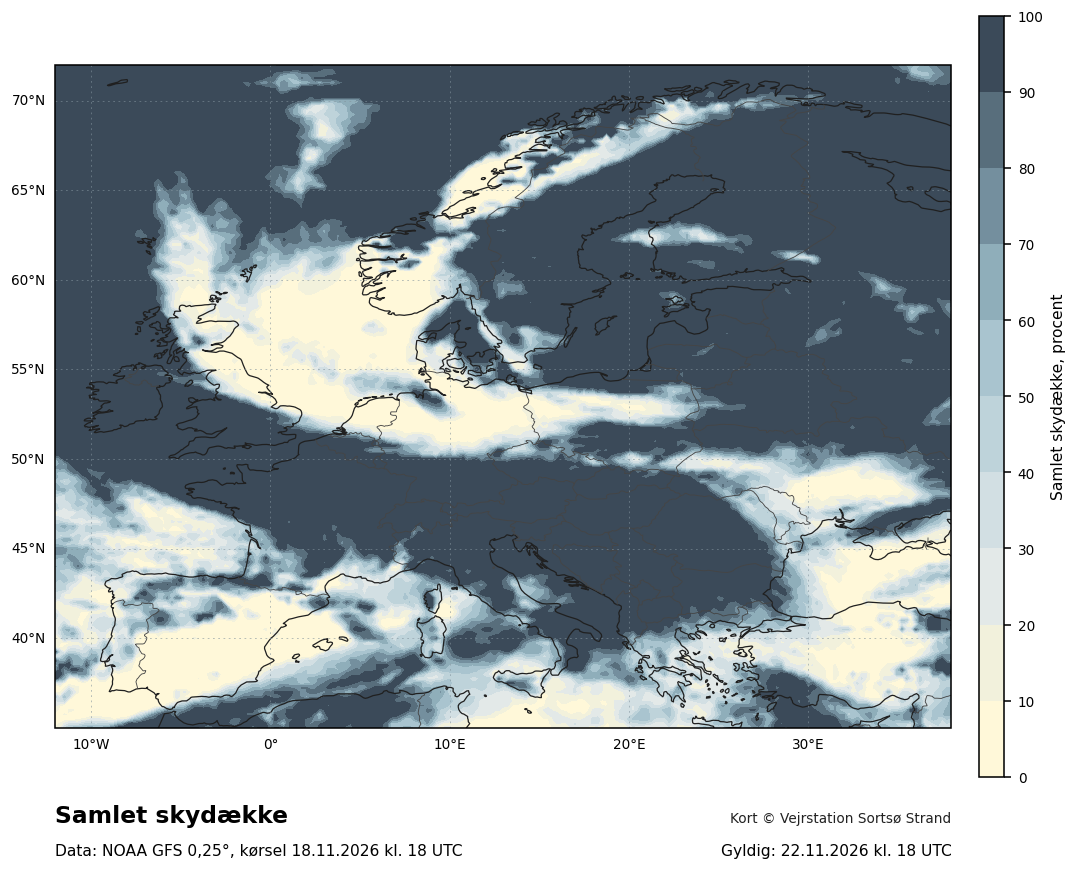 100
90
80
70
60
50
40
30
20
10
0
Samlet skydække, procent
70°N
65°N
60°N
55°N
50°N
45°N
40°N
10°W
0°
10°E
20°E
30°E
Samlet skydække
Kort © Vejrstation Sortsø Strand
Data: NOAA GFS 0,25°, kørsel 18.11.2026 kl. 18 UTC
Gyldig: 22.11.2026 kl. 18 UTC